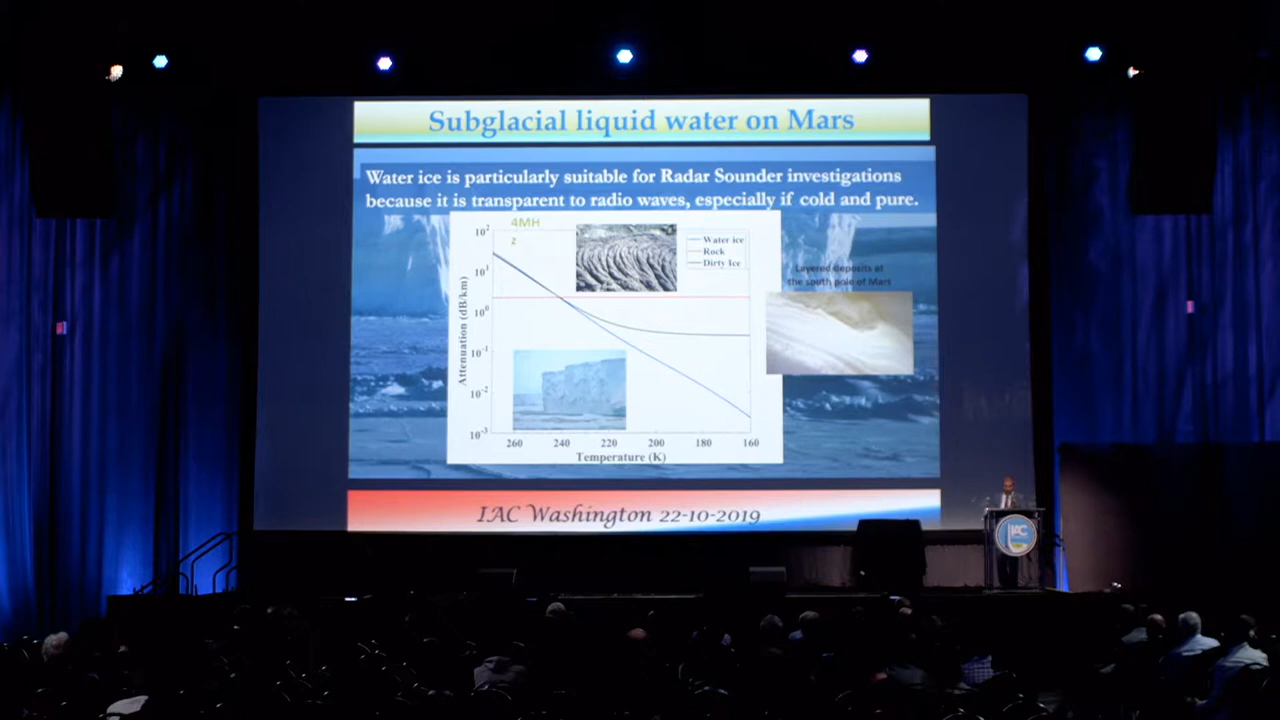 Subglacial liquid water on Mars
Water ice is particularly suitable for Radar Sounder investigations
because it is transparent to radio waves, especially if cold and pure.
4MH
z
Water ice
Rock
Dirty Ice
Layered deposits at
the south pole of Mars
Attenuation (dB/km)
10²
10¹
10⁰
10⁻¹
10⁻²
10⁻³
260 240 220 200 180 160
Temperature (K)
IAC Washington 22-10-2019
IAC